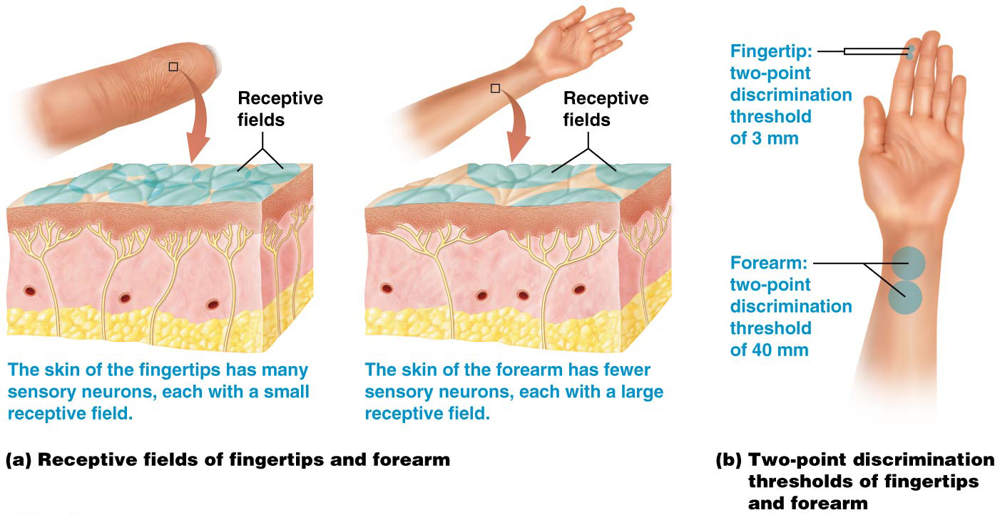 Receptive
fields
The skin of the fingertips has many
sensory neurons, each with a small
receptive field.
Receptive
fields
The skin of the forearm has fewer
sensory neurons, each with a large
receptive field.
(a) Receptive fields of fingertips and forearm
Fingertip:
two-point
discrimination
threshold
of 3 mm
Forearm:
two-point
discrimination
threshold
of 40 mm
(b) Two-point discrimination
thresholds of fingertips
and forearm